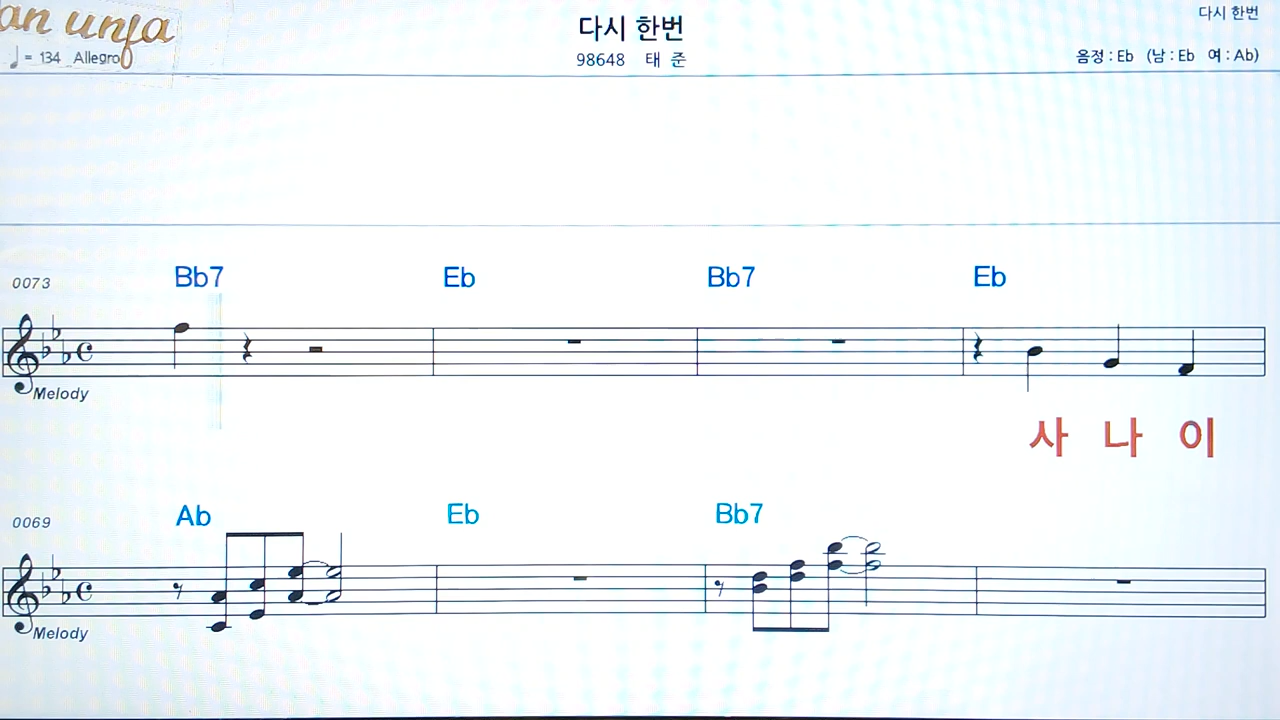 an unja
다시 한번
다시 한번
♩ = 134 Allegro
98648 태 준
음정 : Eb (남 : Eb 여 : Ab)
0073
Bb7 Eb Bb7 Eb
Melody
사 나 이
0069
Ab Eb Bb7
Melody